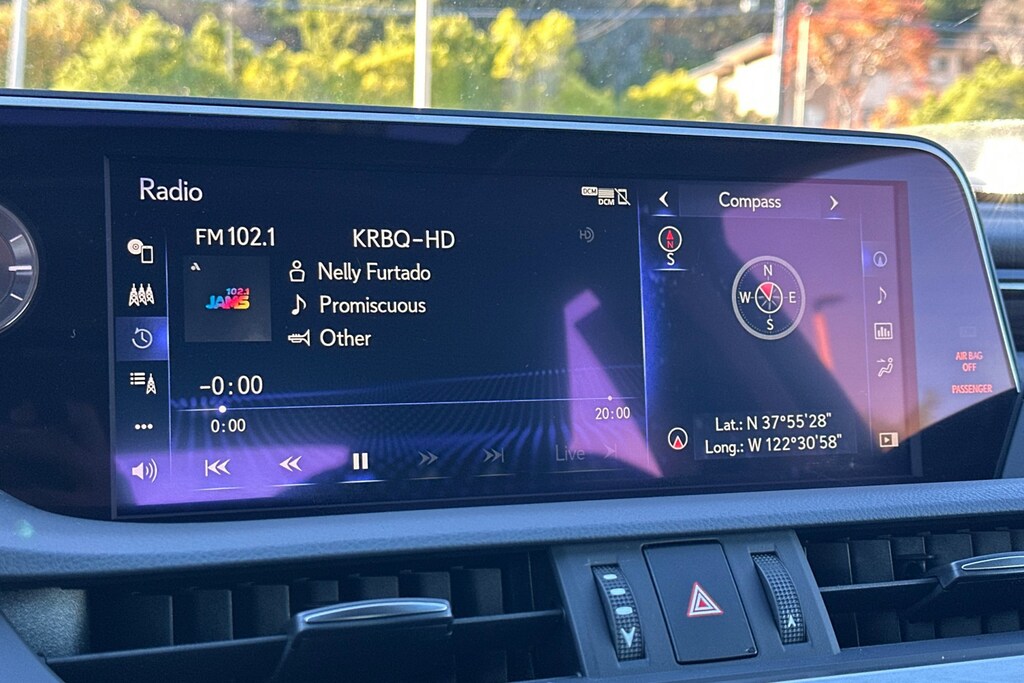 Radio
DCM
DCM
Compass
N
S
FM 102.1
KRBQ-HD
HD
102.1
JAMS
Nelly Furtado
Promiscuous
Other
N
W
E
S
-0:00
0:00
20:00
Live
Lat.: N 37°55'28"
Long.: W 122°30'58"
AIR BAG
OFF
PASSENGER